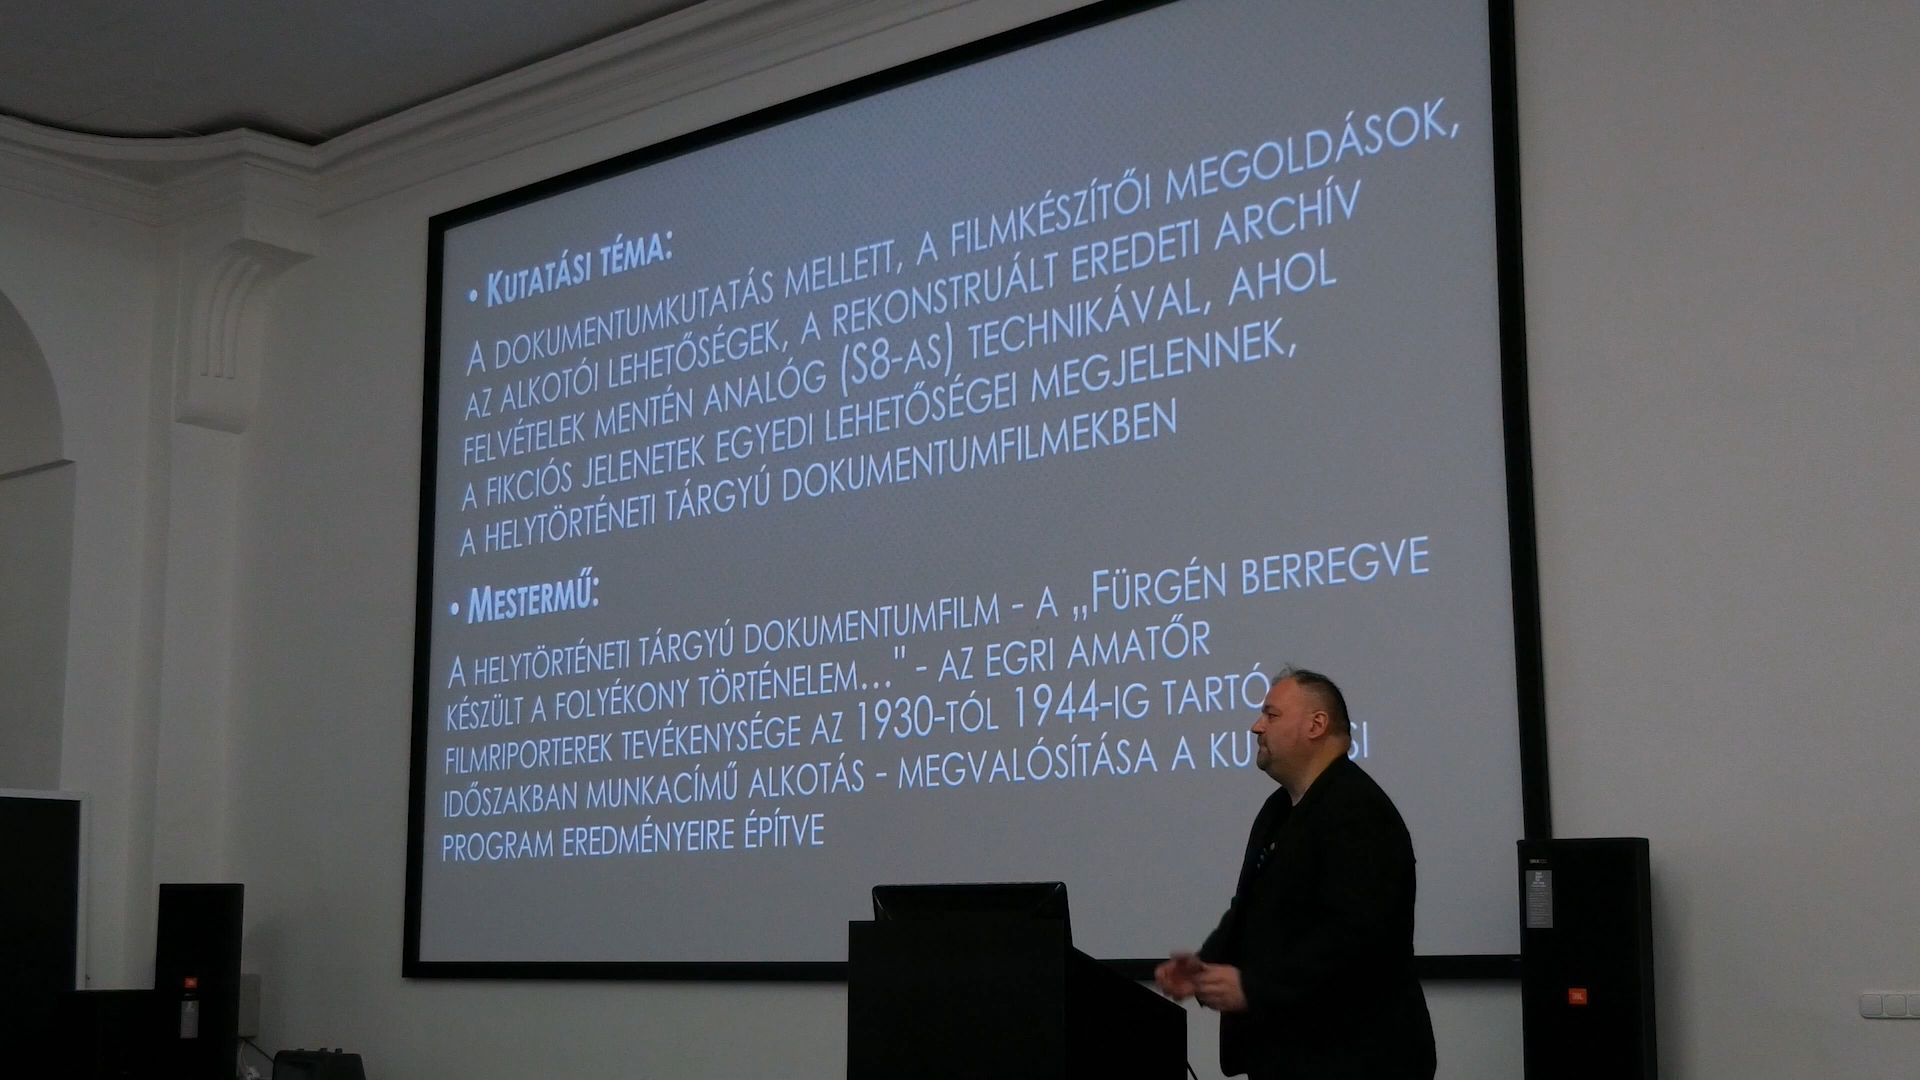 • KUTATÁSI TÉMA:
A DOKUMENTUMKUTATÁS MELLETT, A FILMKÉSZÍTŐI MEGOLDÁSOK,
AZ ALKOTÓI LEHETŐSÉGEK, A REKONSTRUÁLT EREDETI ARCHÍV
FELVÉTELEK MENTÉN ANALÓG (S8-AS) TECHNIKÁVAL, AHOL
A FIKCIÓS JELENETEK EGYEDI LEHETŐSÉGEI MEGJELENNEK,
A HELYTÖRTÉNETI TÁRGYÚ DOKUMENTUMFILMEKBEN
• MESTERMŰ:
A HELYTÖRTÉNETI TÁRGYÚ DOKUMENTUMFILM - A „FÜRGÉN BERREGVE
KÉSZÜLT A FOLYÉKONY TÖRTÉNELEM..." - AZ EGRI AMATŐR
FILMRIPORTEREK TEVÉKENYSÉGE AZ 1930-TÓL 1944-IG TARTÓ
IDŐSZAKBAN MUNKACÍMŰ ALKOTÁS - MEGVALÓSÍTÁSA A
PROGRAM EREDMÉNYEIRE ÉPÍTVE
JBL
JBL